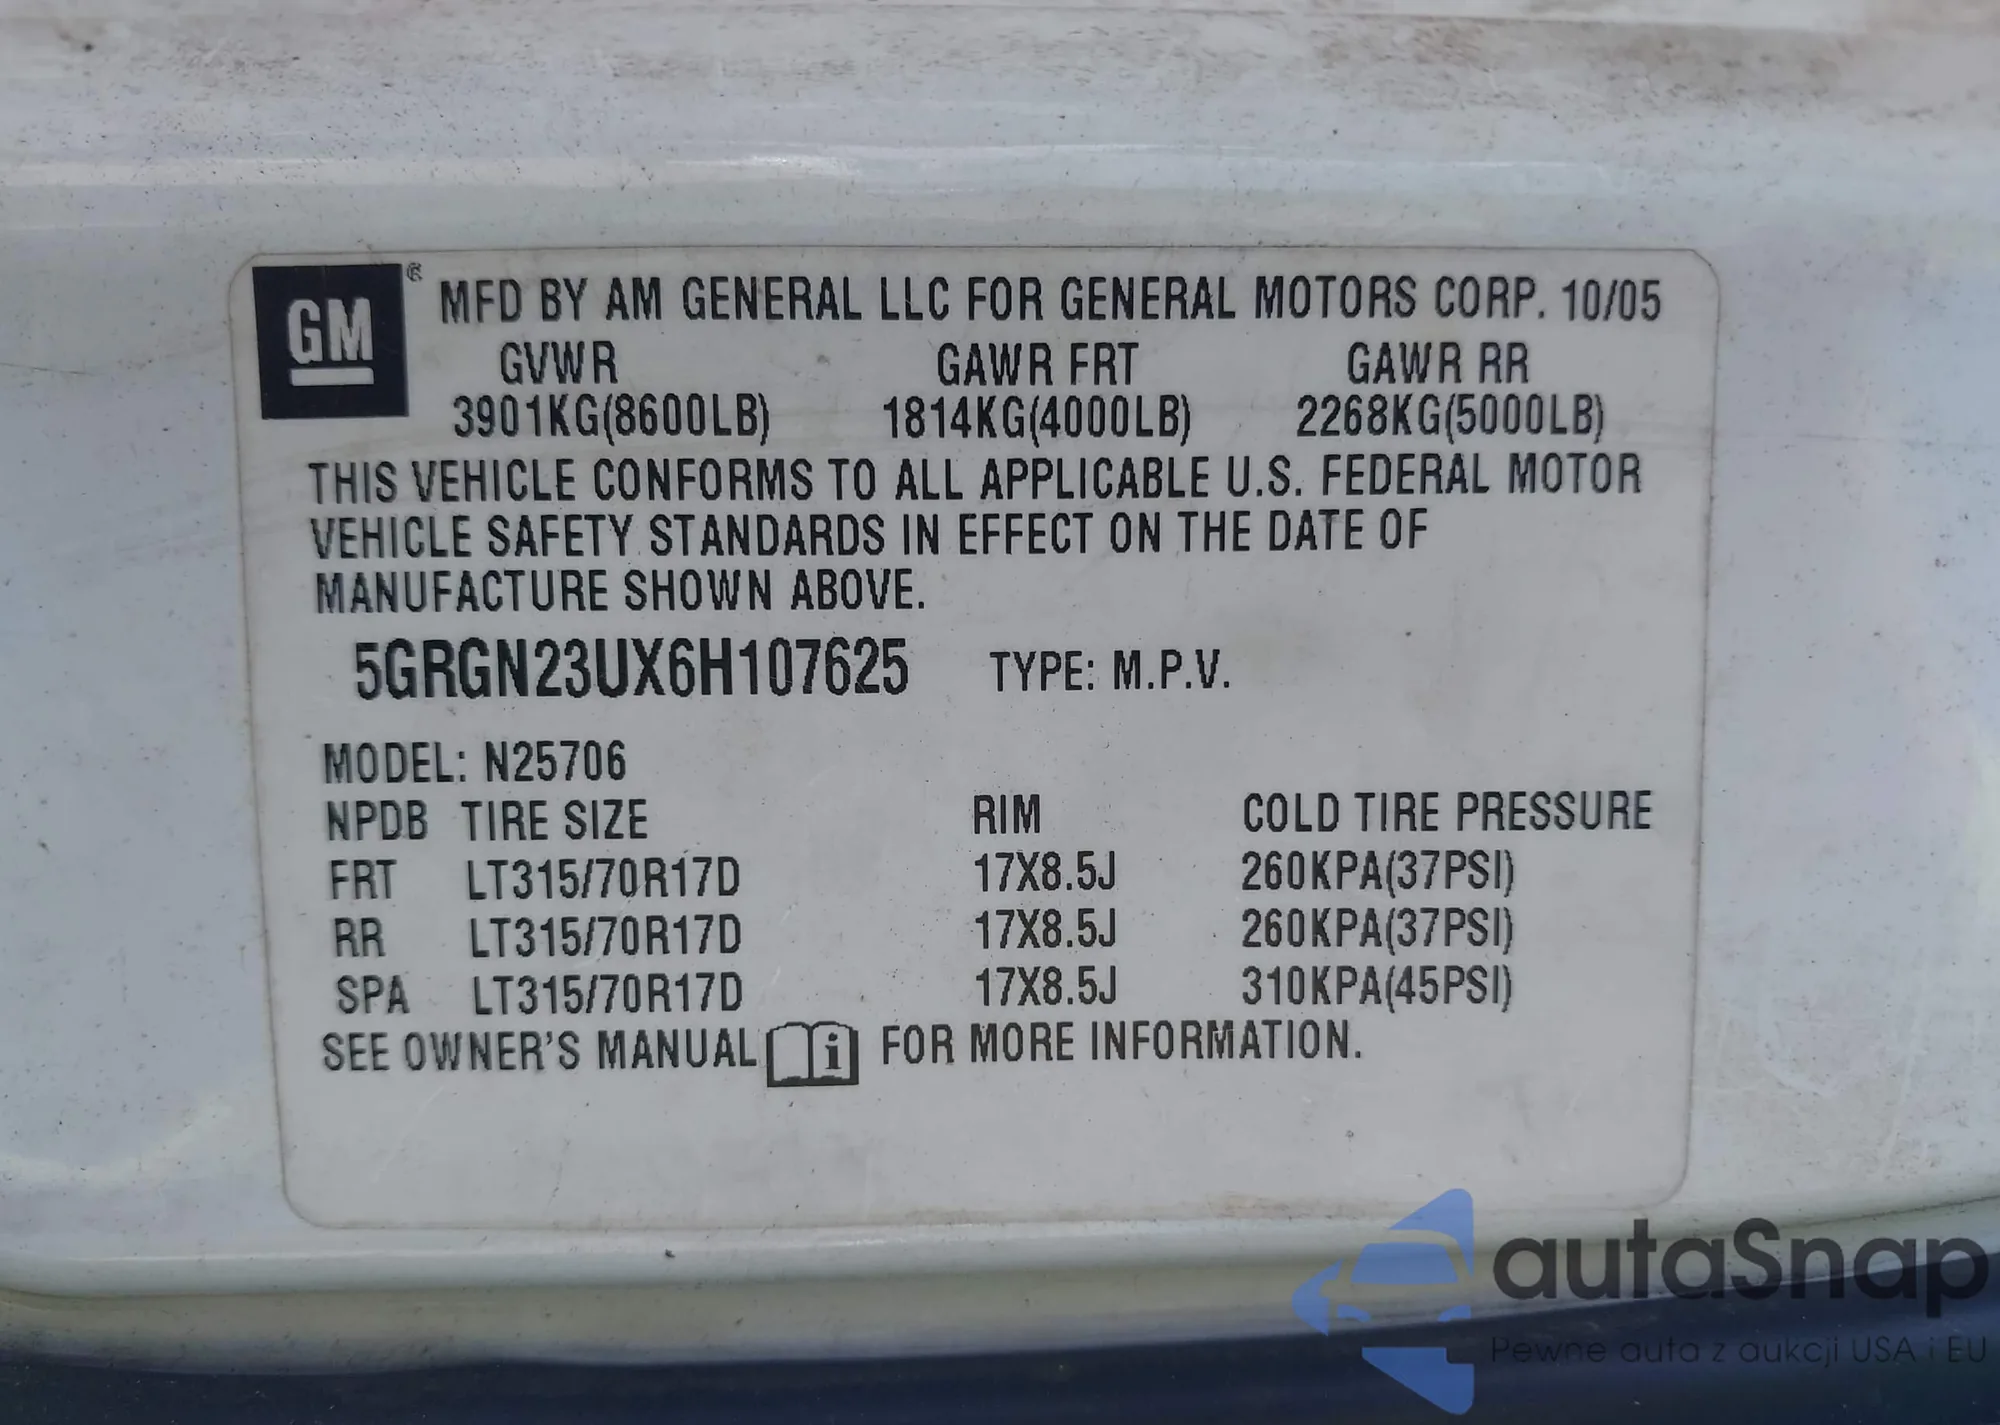 GM® MFD BY AM GENERAL LLC FOR GENERAL MOTORS CORP. 10/05
GVWR GAWR FRT GAWR RR
3901KG(8600LB) 1814KG(4000LB) 2268KG(5000LB)
THIS VEHICLE CONFORMS TO ALL APPLICABLE U.S. FEDERAL MOTOR
VEHICLE SAFETY STANDARDS IN EFFECT ON THE DATE OF
MANUFACTURE SHOWN ABOVE.
5GRGN23UX6H107625 TYPE: M.P.V.
MODEL: N25706
NPDB TIRE SIZE RIM COLD TIRE PRESSURE
FRT LT315/70R17D 17X8.5J 260KPA(37PSI)
RR LT315/70R17D 17X8.5J 260KPA(37PSI)
SPA LT315/70R17D 17X8.5J 310KPA(45PSI)
SEE OWNER'S MANUAL i FOR MORE INFORMATION.
autaSnap
Pewne auta z aukcji USA i EU